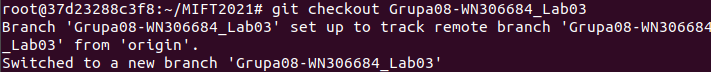 root@37d23288c3f8:~/MIFT2021# git checkout Grupa08-WN306684_Lab03
Branch 'Grupa08-WN306684_Lab03' set up to track remote branch 'Grupa08-WN306684
_Lab03' from 'origin'.
Switched to a new branch 'Grupa08-WN306684_Lab03'